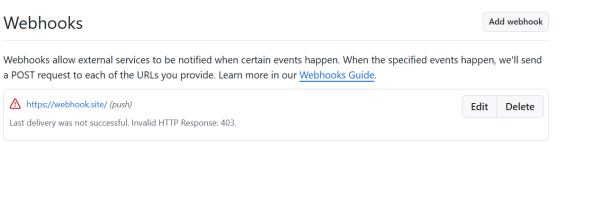 Webhooks
Add webhook
Webhooks allow external services to be notified when certain events happen. When the specified events happen, we'll send
a POST request to each of the URLs you provide. Learn more in our Webhooks Guide.
https://webhook.site/ (push)
Edit
Delete
Last delivery was not successful. Invalid HTTP Response: 403.